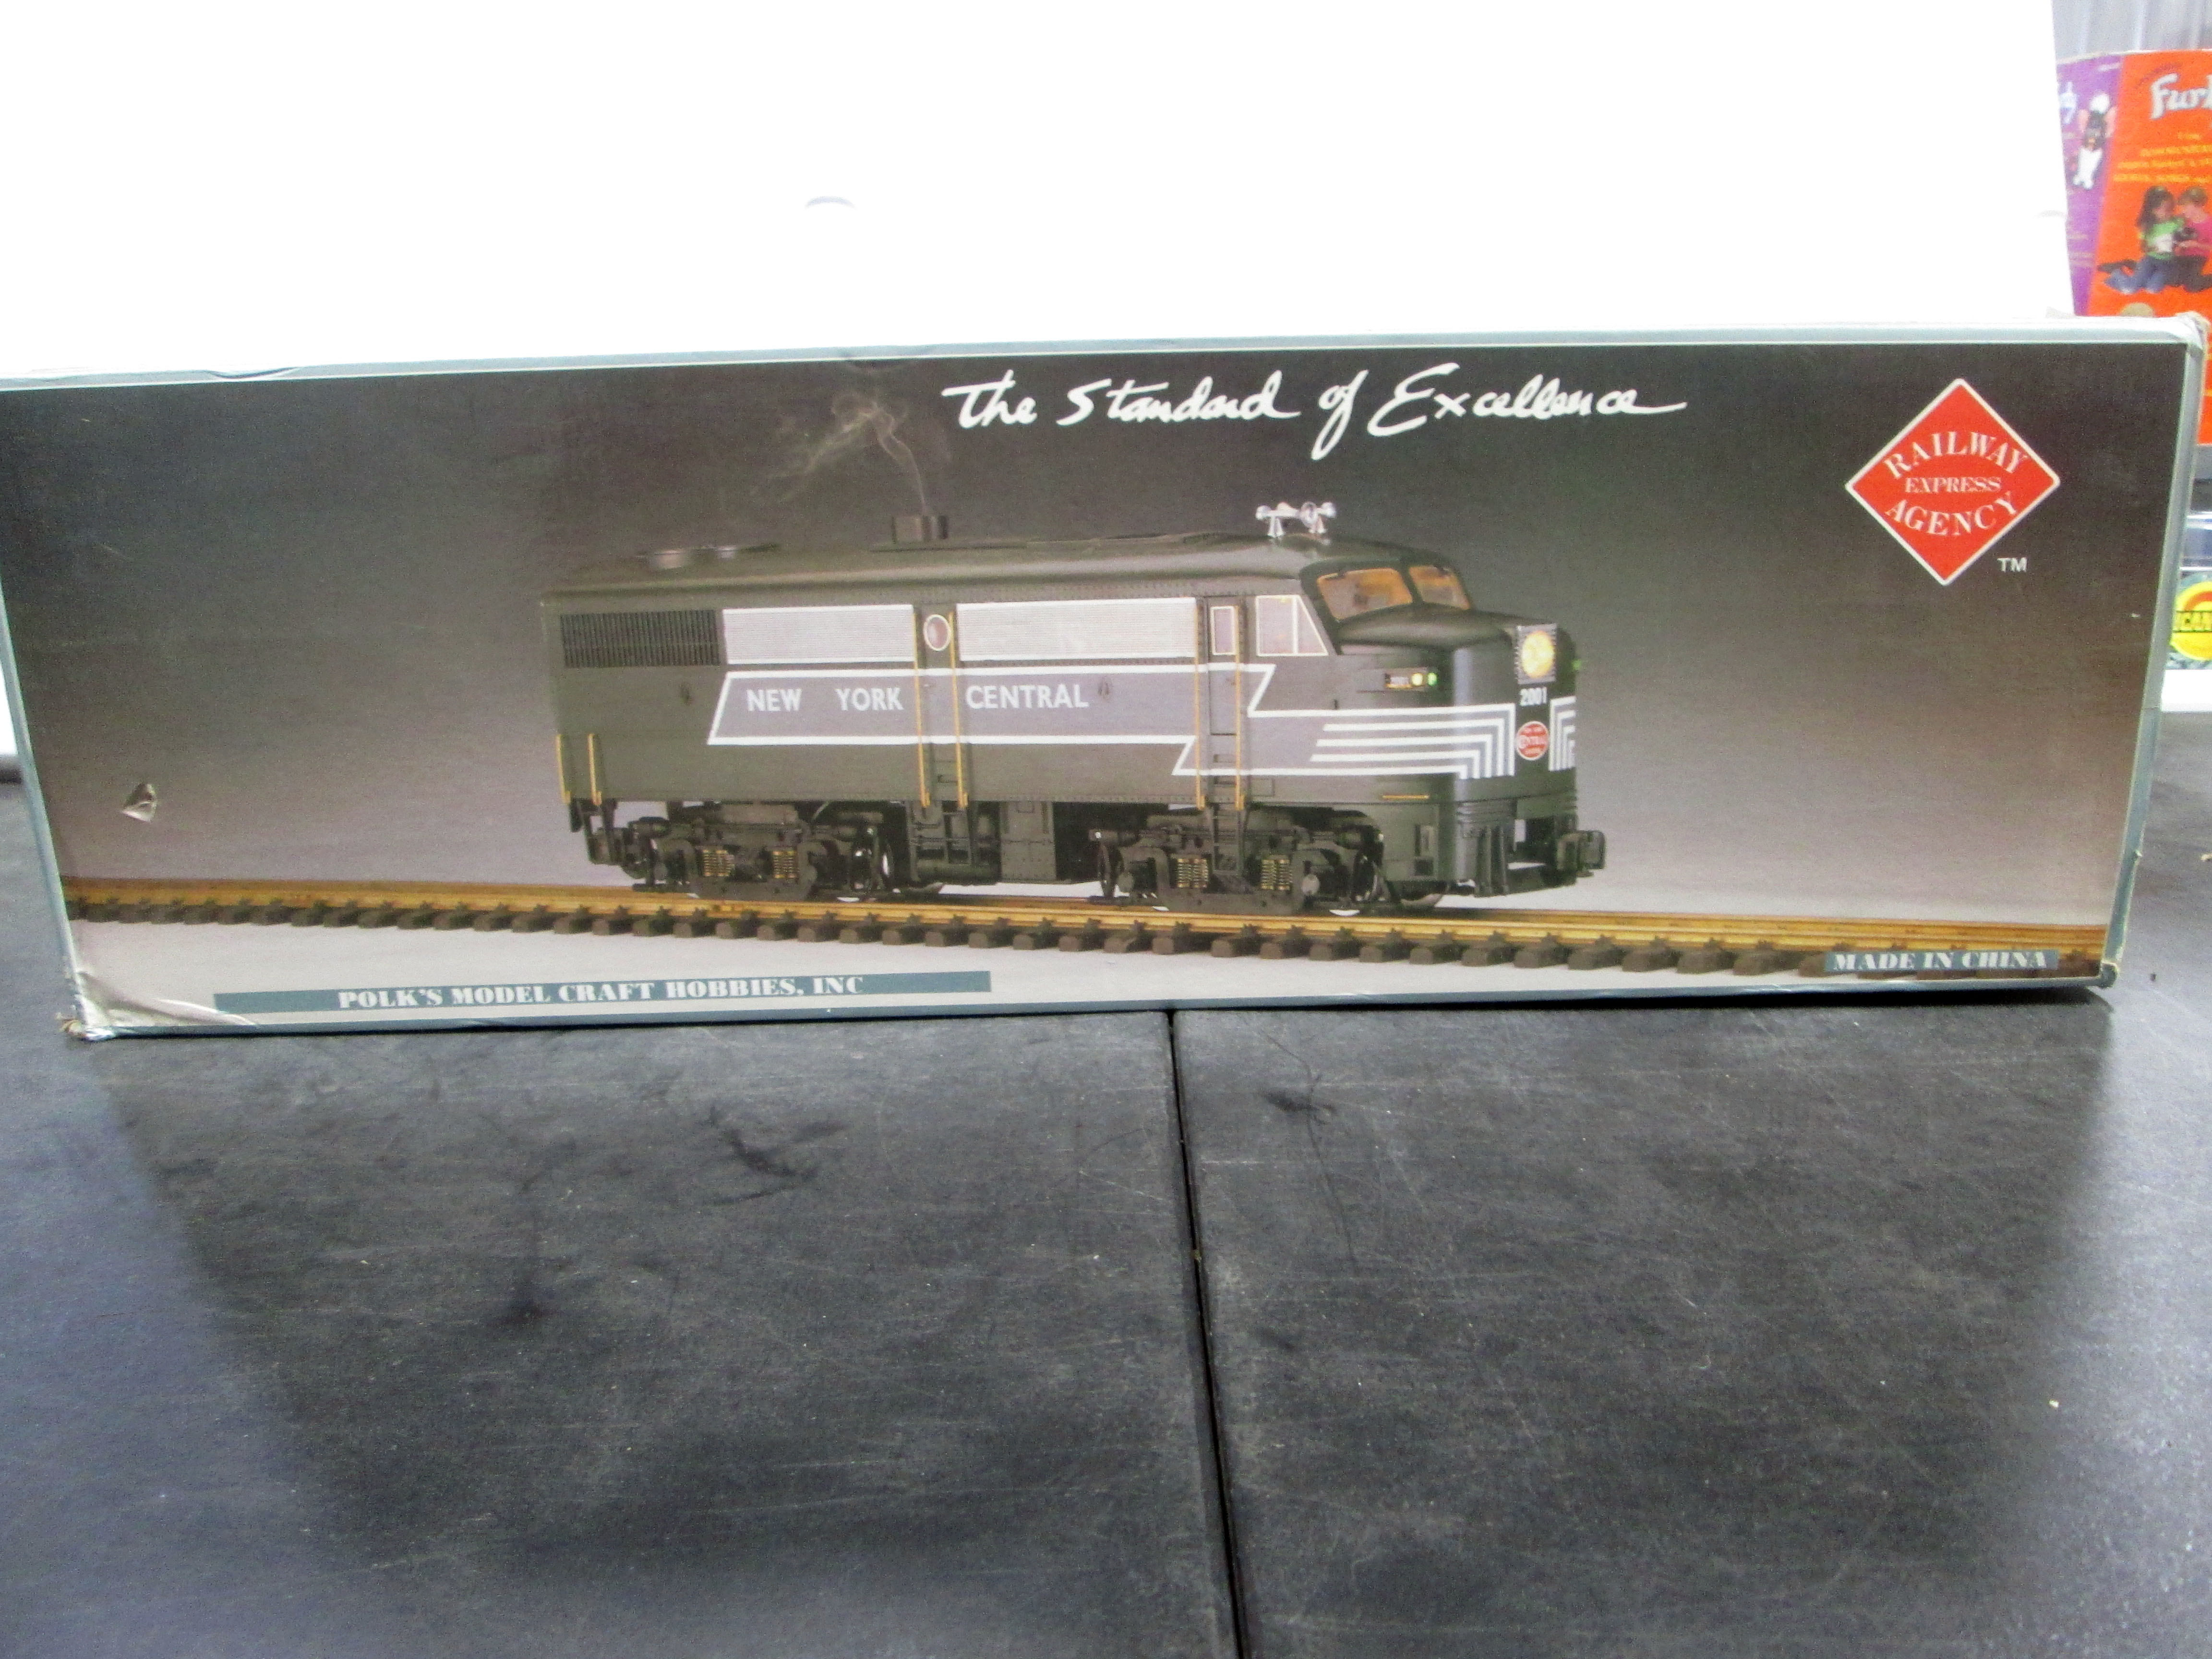 The Standard of Excellence
RAILWAY
EXPRESS
AGENCY
TM
NEW YORK CENTRAL
2001
POLK'S MODEL CRAFT HOBBIES, INC
MADE IN CHINA